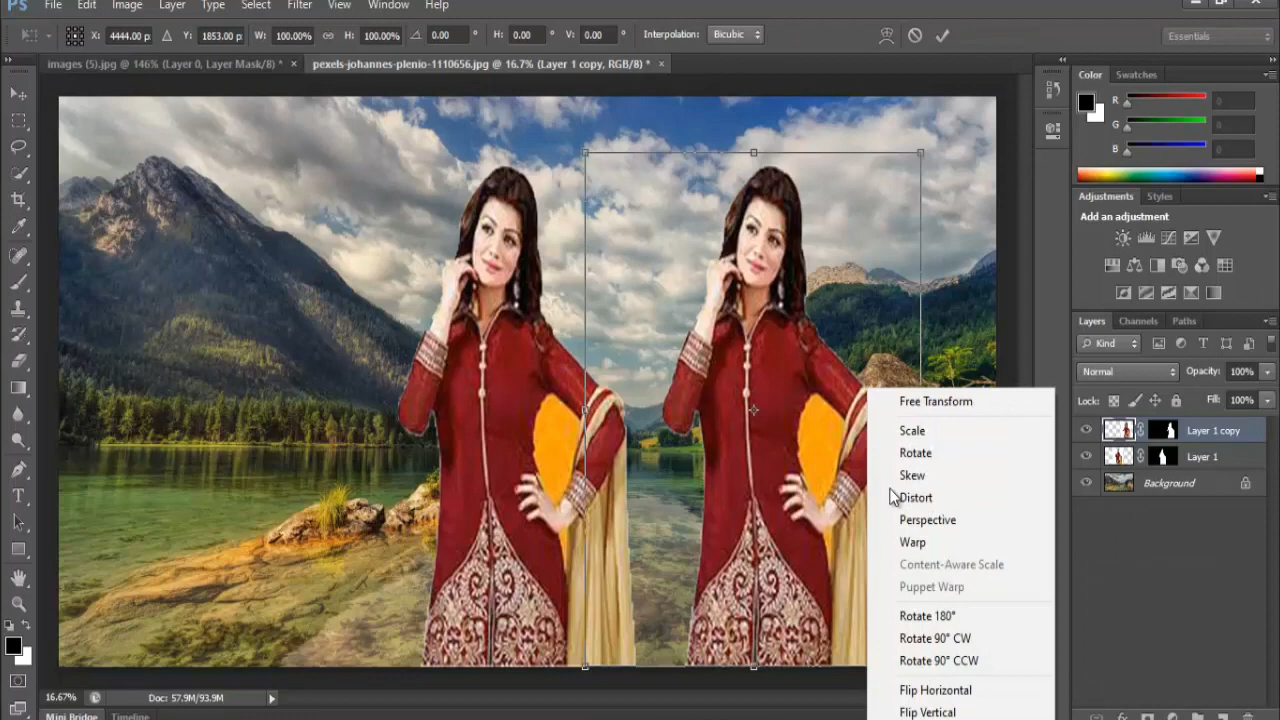 Ps File Edit Image Layer Type Select Filter View Window Help
X: 4444.00 p: Y: 1853.00 p: W: 100.00% H: 100.00% 0.00 ° H: 0.00 ° V: 0.00 ° Interpolation: Bicubic Essentials
images (5).jpg @ 146% (Layer 0, Layer Mask/8) * × pexels-johannes-plenio-1110656.jpg @ 16.7% (Layer 1 copy, RGB/8) * ×
Color Swatches
R 0
G 0
B 0
Adjustments Styles
Add an adjustment
Layers Channels Paths
Kind
Normal Opacity: 100%
Lock: Fill: 100%
Layer 1 copy
Layer 1
Background
Free Transform
Scale
Rotate
Skew
Distort
Perspective
Warp
Content-Aware Scale
Puppet Warp
Rotate 180°
Rotate 90° CW
Rotate 90° CCW
Flip Horizontal
Flip Vertical
16.67% Doc: 57.9M/93.9M
Mini Bridge Timeline